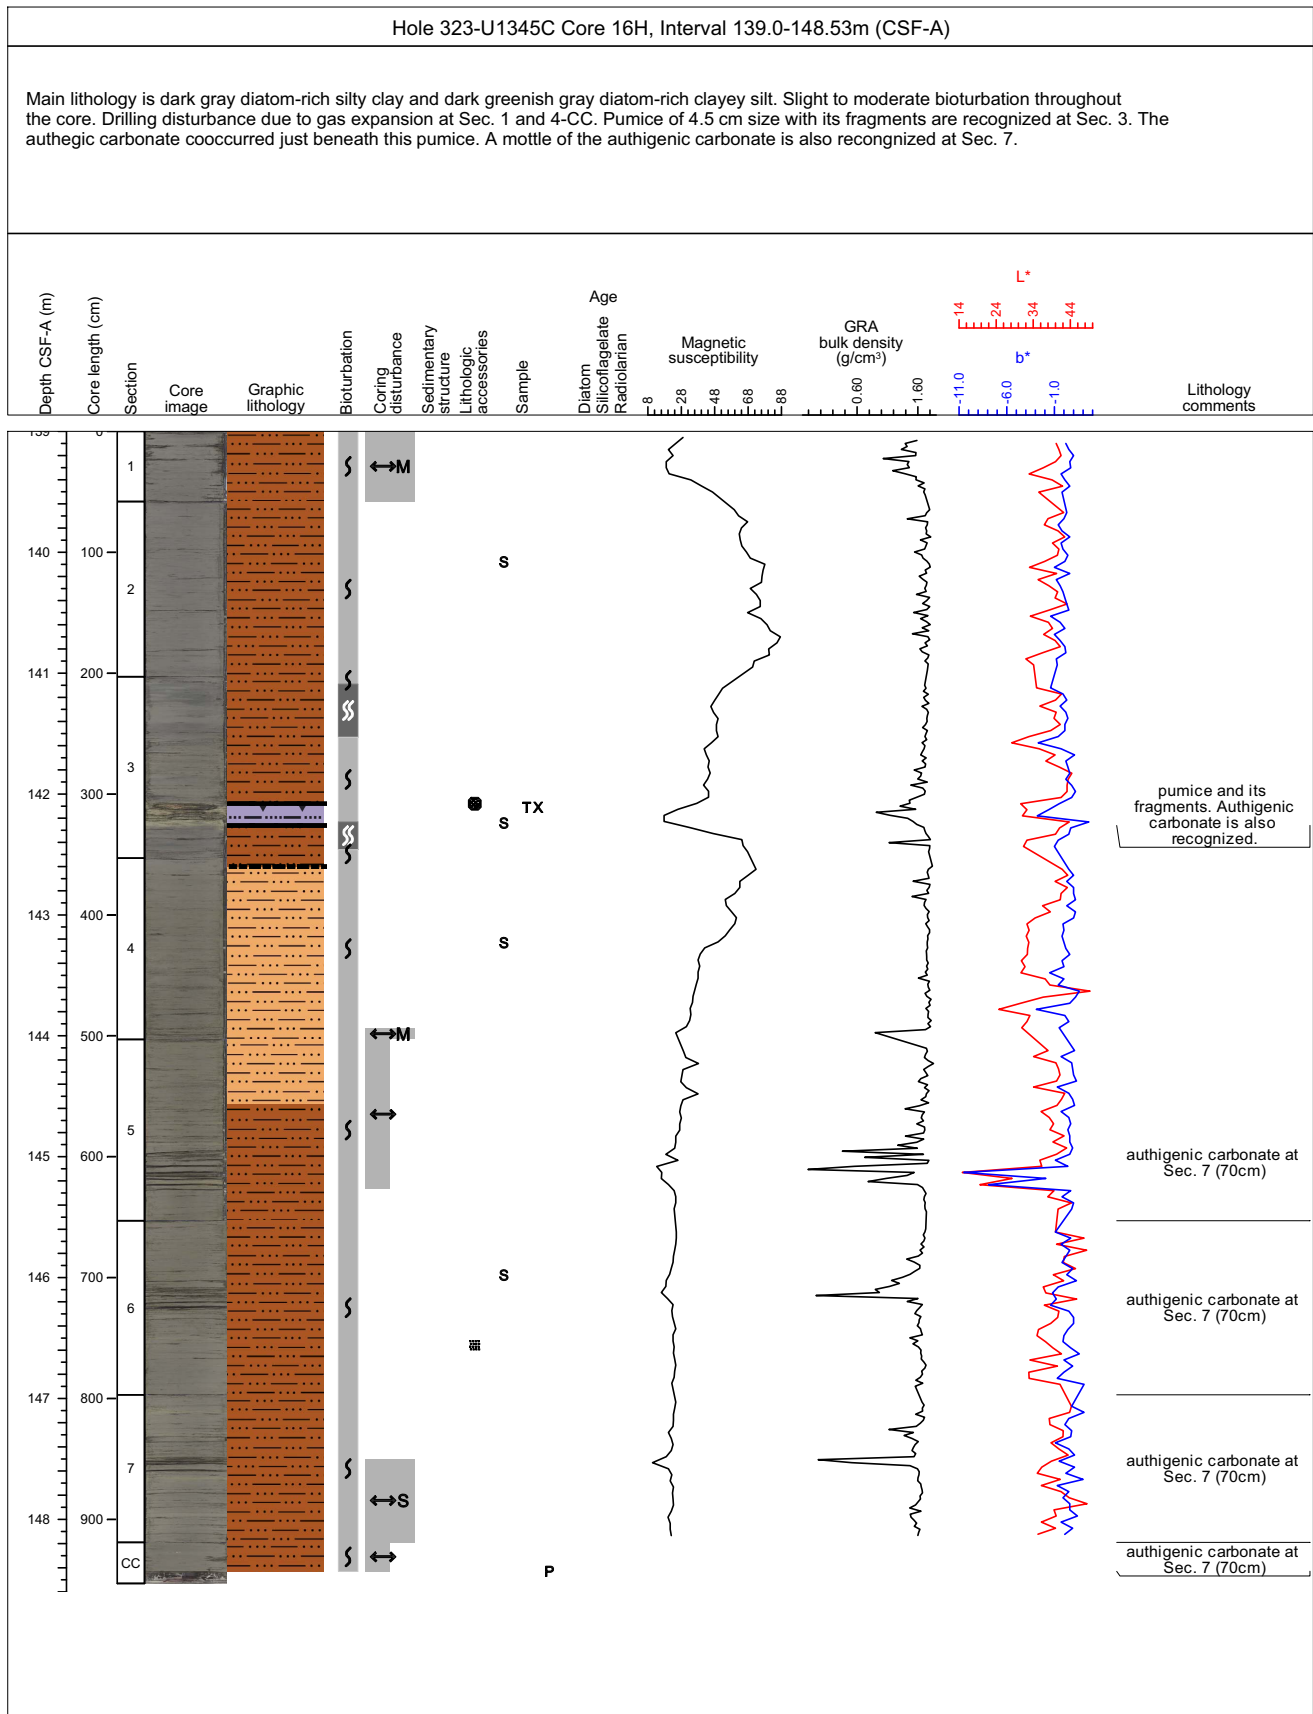 Hole 323-U1345C Core 16H, Interval 139.0-148.53m (CSF-A)
Main lithology is dark gray diatom-rich silty clay and dark greenish gray diatom-rich clayey silt. Slight to moderate bioturbation throughout
the core. Drilling disturbance due to gas expansion at Sec. 1 and 4-CC. Pumice of 4.5 cm size with its fragments are recognized at Sec. 3. The
authegic carbonate cooccurred just beneath this pumice. A mottle of the authigenic carbonate is also recongnized at Sec. 7.
Depth CSF-A (m)
Core length (cm)
Section
Core
image
Graphic
lithology
Bioturbation
Coring
disturbance
Sedimentary
structure
Lithologic
accessories
Sample
Age
Diatom
Silicoflagelate
Radiolarian
Magnetic
susceptibility
8 28 48 68 88
GRA
bulk density
(g/cm³)
0.60 1.60
L*
14 24 34 44
b*
-11.0 -6.0 -1.0
Lithology
comments
139 0
1
M
140 100
S
2
141 200
3
142 300
TX
S
pumice and its
fragments. Authigenic
carbonate is also
recognized.
143 400
4
S
144 500
M
5
145 600
authigenic carbonate at
Sec. 7 (70cm)
146 700
S
6
authigenic carbonate at
Sec. 7 (70cm)
147 800
7
authigenic carbonate at
Sec. 7 (70cm)
S
148 900
CC
authigenic carbonate at
Sec. 7 (70cm)
P